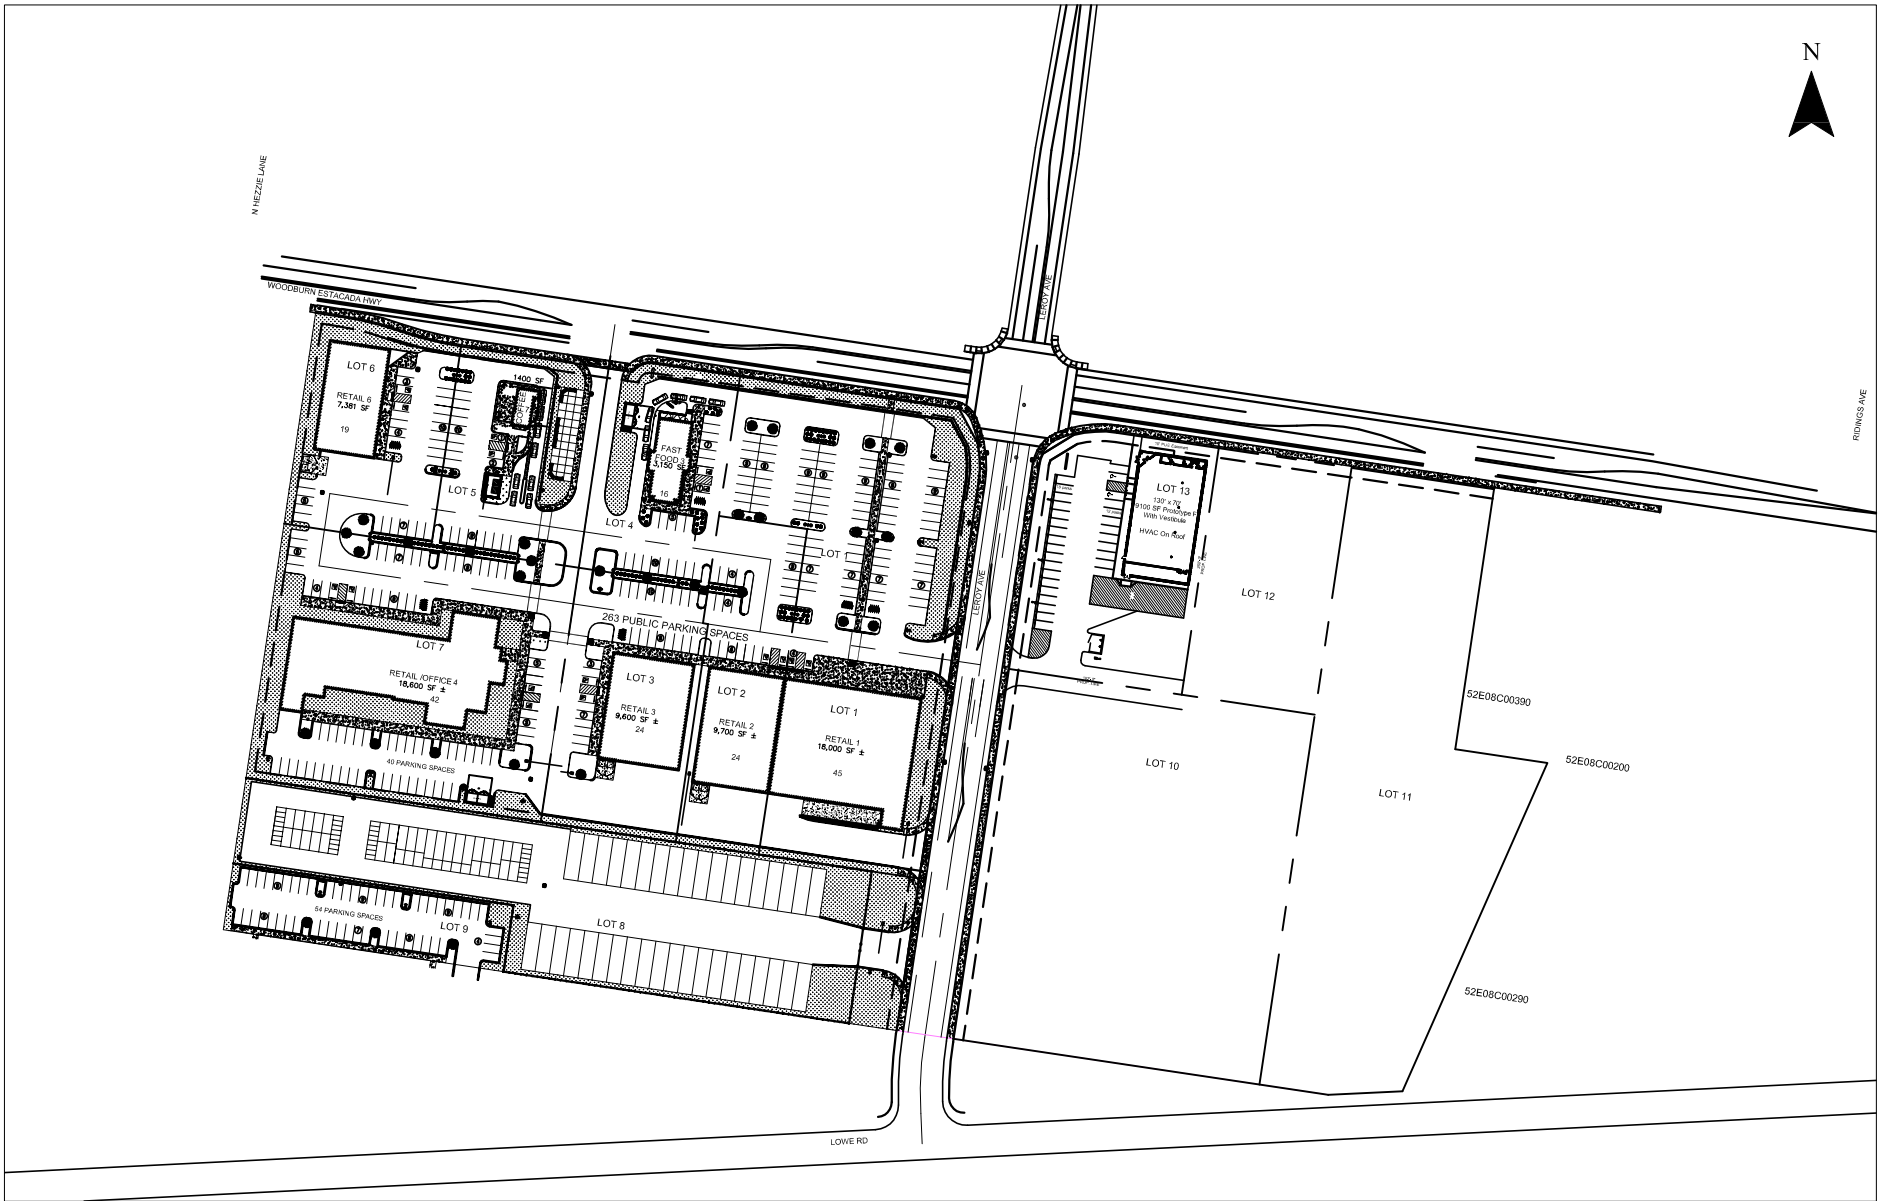 N
N HEZZIE LANE
WOODBURN ESTACADA HWY
LEROY AVE
RIDINGS AVE
LOT 6
RETAIL 6
7,381 SF
19
1400 SF
COFFEE
LOT 5
FAST
FOOD 3
3,150 SF
16
LOT 4
LOT 1
LOT 13
130' x 70'
9100 SF Prototype F
With Vestibule
HVAC On Roof
LEROY AVE
LOT 12
263 PUBLIC PARKING SPACES
LOT 7
RETAIL /OFFICE 4
18,600 SF ±
42
LOT 3
RETAIL 3
9,600 SF ±
24
LOT 2
RETAIL 2
9,700 SF ±
24
LOT 1
RETAIL 1
18,000 SF ±
45
52E08C00390
52E08C00200
LOT 10
LOT 11
40 PARKING SPACES
54 PARKING SPACES
LOT 9
LOT 8
52E08C00290
LOWE RD